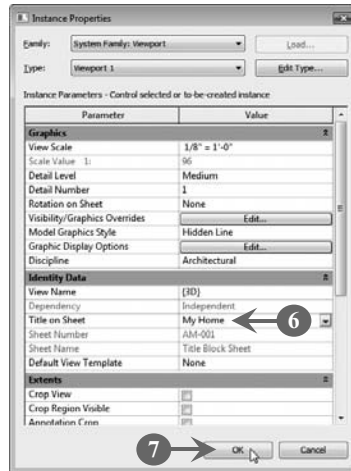 Instance Properties
Family: System Family: Viewport Load...
Type: Viewport 1 Edit Type...
Instance Parameters - Control selected or to-be-created instance
Parameter Value
Graphics
View Scale 1/8" = 1'-0"
Scale Value 1: 96
Detail Level Medium
Detail Number 1
Rotation on Sheet None
Visibility/Graphics Overrides Edit...
Model Graphics Style Hidden Line
Graphic Display Options Edit...
Discipline Architectural
Identity Data
View Name {3D}
Dependency Independent
Title on Sheet My Home 6
Sheet Number AM-001
Sheet Name Title Block Sheet
Default View Template None
Extents
Crop View
Crop Region Visible
Annotation Crop
7 OK Cancel